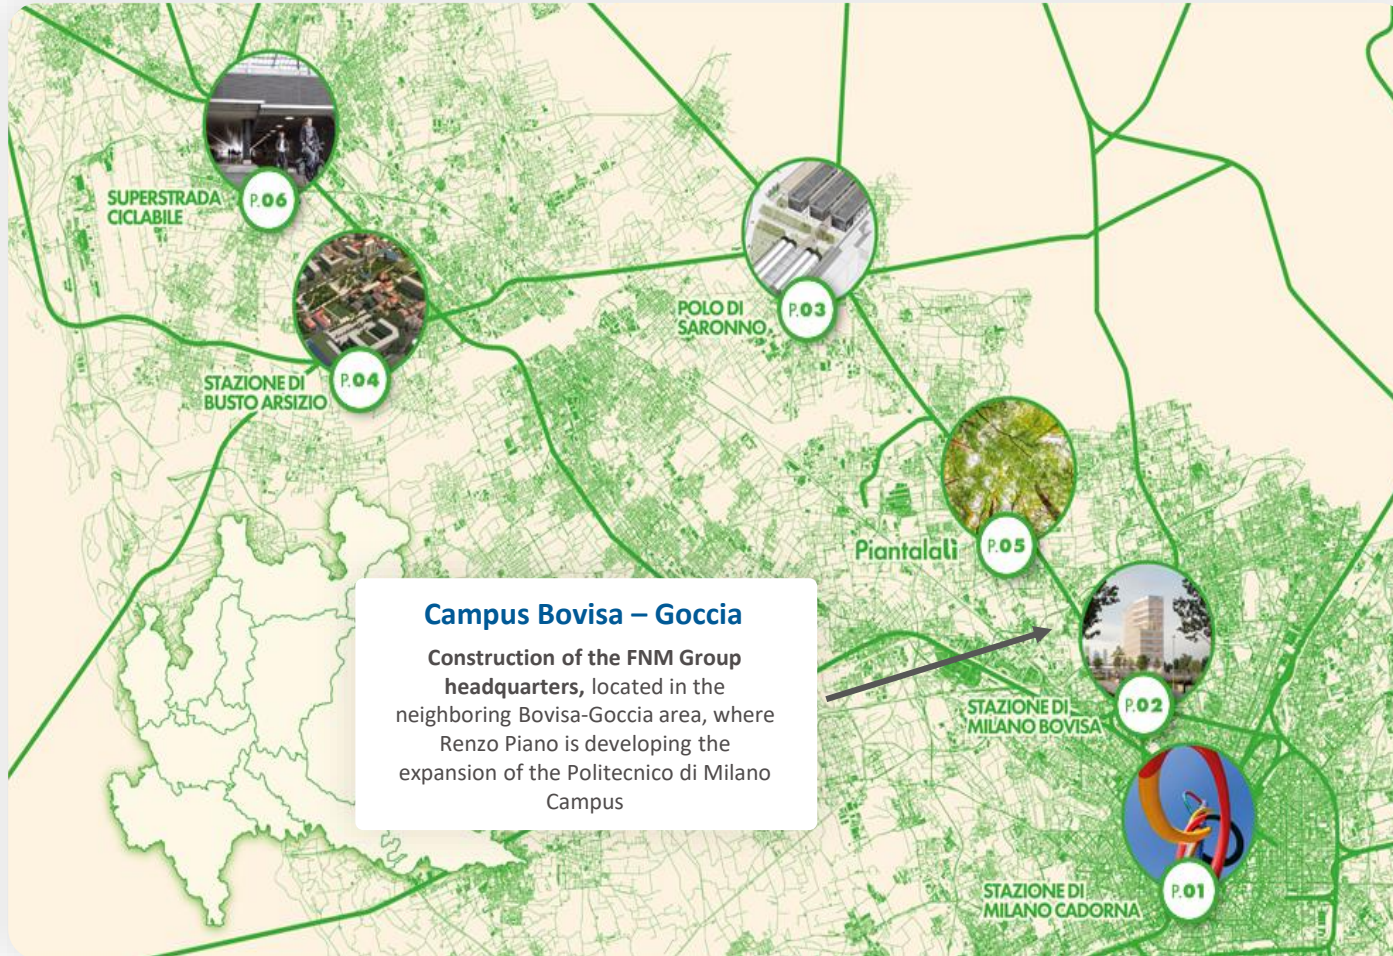 SUPERSTRADA
CICLABILE
P.06
POLO DI
SARONNO
P.03
STAZIONE DI
BUSTO ARSIZIO
P.04
Piantalalì
P.05
Campus Bovisa – Goccia
Construction of the FNM Group
headquarters, located in the
neighboring Bovisa-Goccia area, where
Renzo Piano is developing the
expansion of the Politecnico di Milano
Campus
STAZIONE DI
MILANO BOVISA
P.02
STAZIONE DI
MILANO CADORNA
P.01